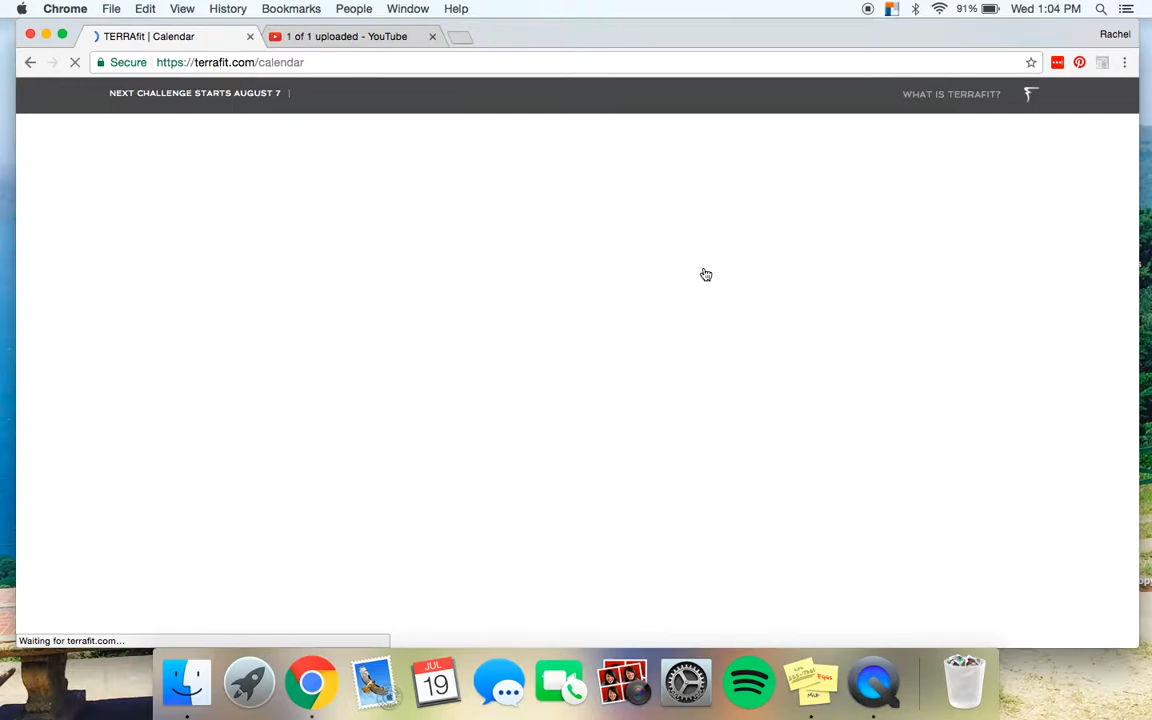 Chrome File Edit View History Bookmarks People Window Help 91% Wed 1:04 PM
TERRAfit | Calendar 1 of 1 uploaded - YouTube Rachel
Secure https://terrafit.com/calendar
NEXT CHALLENGE STARTS AUGUST 7 | WHAT IS TERRAFIT?
Waiting for terrafit.com...
JUL
19
EGGS